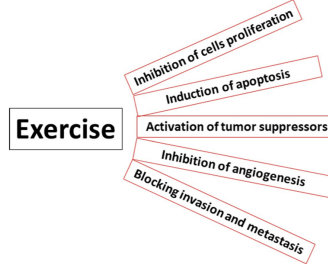 Inhibition of cells proliferation
Induction of apoptosis
Exercise
Activation of tumor suppressors
Inhibition of angiogenesis
Blocking invasion and metastasis